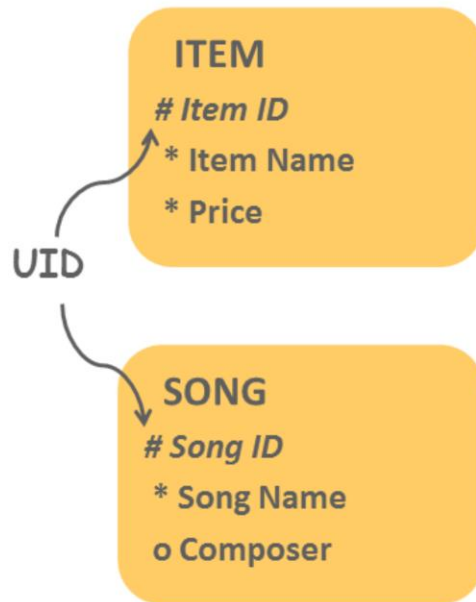 ITEM
# Item ID
* Item Name
* Price
UID
SONG
# Song ID
* Song Name
o Composer